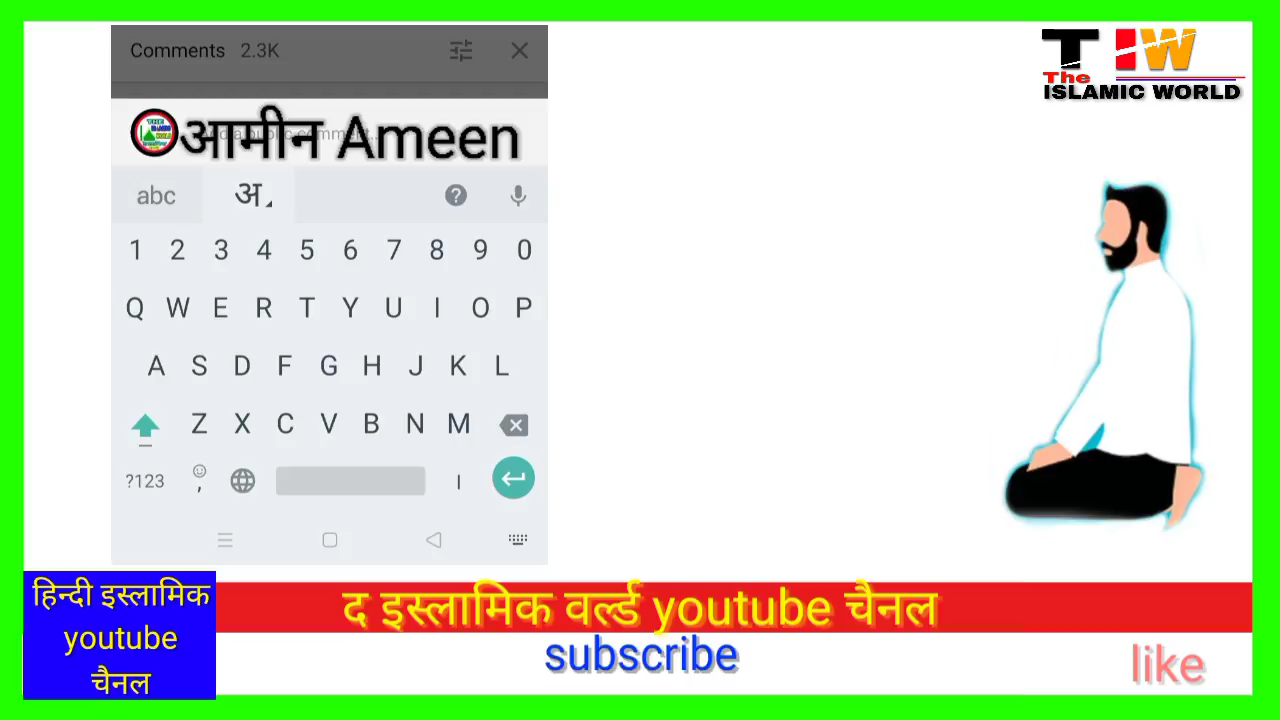 Comments 2.3K
TIW
The
ISLAMIC WORLD
आमीन Ameen
abc अ
1 2 3 4 5 6 7 8 9 0
Q W E R T Y U I O P
A S D F G H J K L
Z X C V B N M
?123 , ।
हिन्दी इस्लामिक
youtube
चैनल
द इस्लामिक वर्ल्ड youtube चैनल
subscribe
like